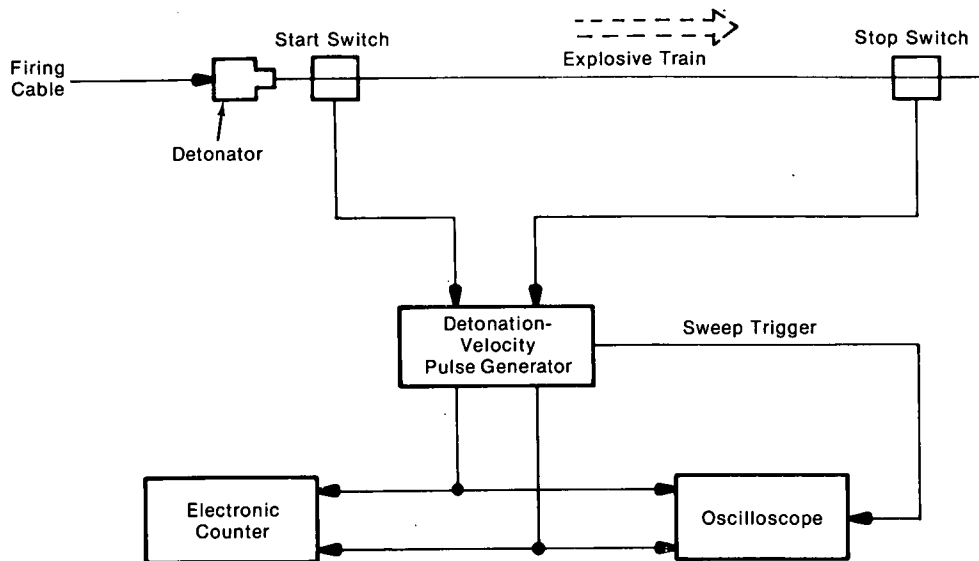 Start Switch
Explosive Train
Stop Switch
Firing
Cable
Detonator
Detonation-
Velocity
Pulse Generator
Sweep Trigger
Electronic
Counter
Oscilloscope